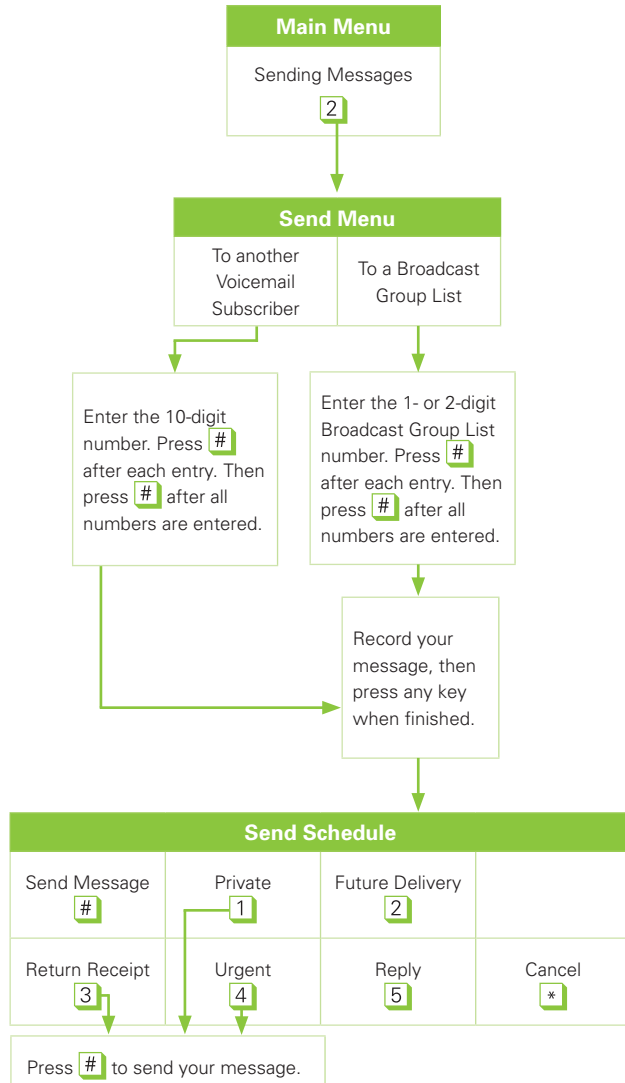 Main Menu
Sending Messages
2
Send Menu
To another
Voicemail
Subscriber
To a Broadcast
Group List
Enter the 10-digit
number. Press #
after each entry. Then
press # after all
numbers are entered.
Enter the 1- or 2-digit
Broadcast Group List
number. Press #
after each entry. Then
press # after all
numbers are entered.
Record your
message, then
press any key
when finished.
Send Schedule
Send Message
#
Private
1
Future Delivery
2
Return Receipt
3
Urgent
4
Reply
5
Cancel
*
Press # to send your message.